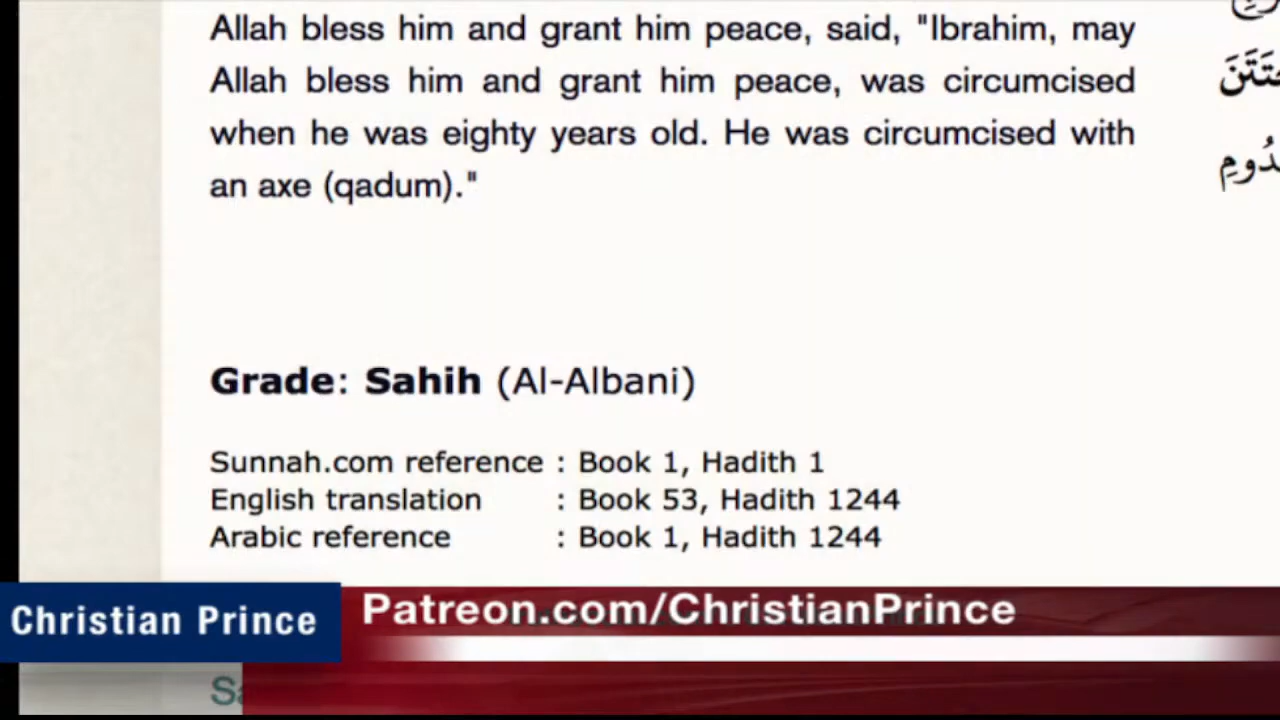 Allah bless him and grant him peace, said, "Ibrahim, may
Allah bless him and grant him peace, was circumcised
when he was eighty years old. He was circumcised with
an axe (qadum)."
Grade: Sahih (Al-Albani)
Sunnah.com reference : Book 1, Hadith 1
English translation : Book 53, Hadith 1244
Arabic reference : Book 1, Hadith 1244
Christian Prince
Patreon.com/ChristianPrince